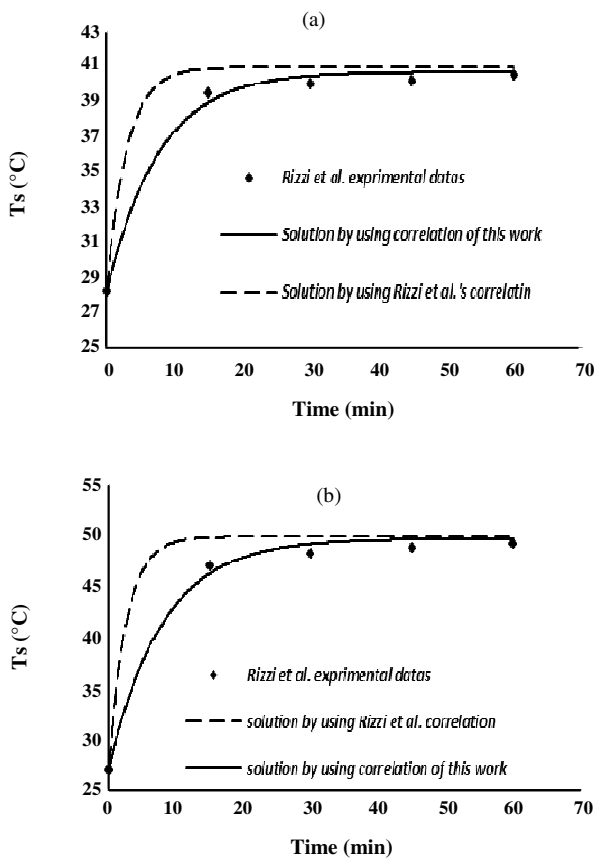 (a)
43
41
39
37
35
33
31
29
27
25
Ts (°C)
Rizzi et al. exprimental datas
Solution by using correlation of this work
Solution by using Rizzi et al. 's correlatin
0 10 20 30 40 50 60 70
Time (min)
(b)
55
50
45
40
35
30
25
Ts (°C)
Rizzi et al. exprimental datas
solution by using Rizzi et al. correlation
solution by using correlation of this work
0 10 20 30 40 50 60 70
Time (min)